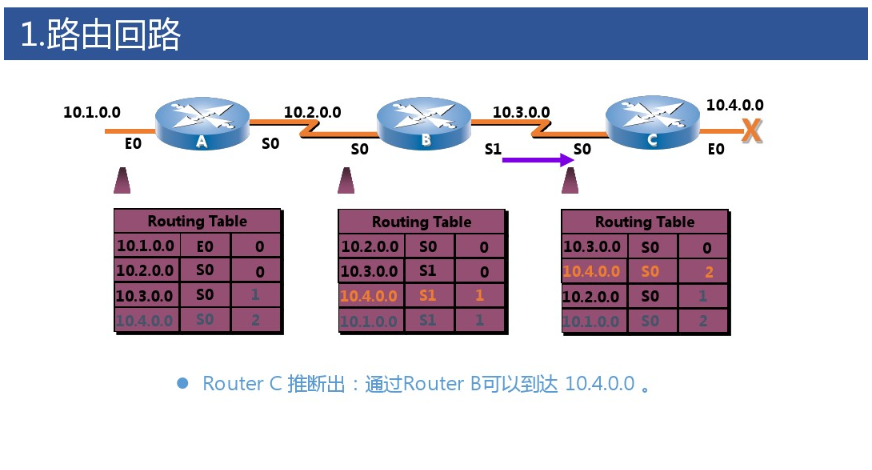 1.路由回路
10.1.0.0 10.2.0.0 10.3.0.0 10.4.0.0
A B C
E0 S0 S0 S1 S0 E0
X
Routing Table Routing Table Routing Table
10.1.0.0 E0 0 10.2.0.0 S0 0 10.3.0.0 S0 0
10.2.0.0 S0 0 10.3.0.0 S1 0 10.4.0.0 S0 2
10.3.0.0 S0 1 10.4.0.0 S1 1 10.2.0.0 S0 1
10.4.0.0 S0 2 10.1.0.0 S1 1 10.1.0.0 S0 2
● Router C 推断出：通过Router B可以到达 10.4.0.0 。